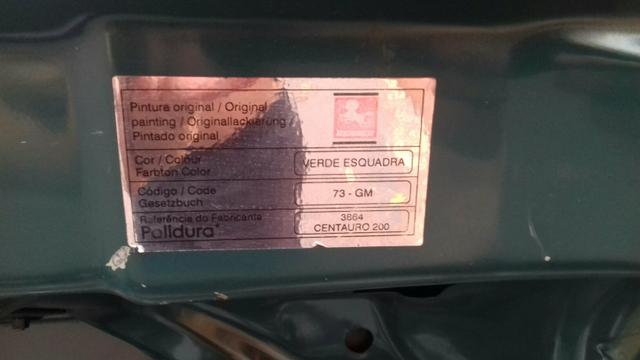 Pintura original / Original
painting / Originallackierung /
Pintado original
Cor / Colour
Farbton Color
VERDE ESQUADRA
Código / Code
Gesetzbuch
73 - GM
Referência do Fabricante
Polidura
3864
CENTAURO 200